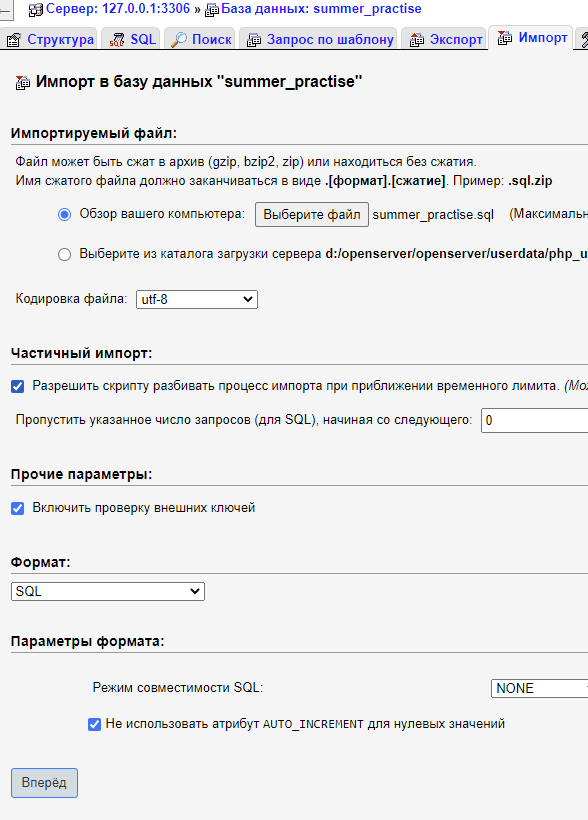 Сервер: 127.0.0.1:3306 » База данных: summer_practise
Структура SQL Поиск Запрос по шаблону Экспорт Импорт
Импорт в базу данных "summer_practise"
Импортируемый файл:
Файл может быть сжат в архив (gzip, bzip2, zip) или находиться без сжатия.
Имя сжатого файла должно заканчиваться в виде .[формат].[сжатие]. Пример: .sql.zip
Обзор вашего компьютера: Выберите файл summer_practise.sql (Максимальн
Выберите из каталога загрузки сервера d:/openserver/openserver/userdata/php_u
Кодировка файла: utf-8
Частичный импорт:
Разрешить скрипту разбивать процесс импорта при приближении временного лимита. (Мо
Пропустить указанное число запросов (для SQL), начиная со следующего: 0
Прочие параметры:
Включить проверку внешних ключей
Формат:
SQL
Параметры формата:
Режим совместимости SQL: NONE
Не использовать атрибут AUTO_INCREMENT для нулевых значений
Вперёд